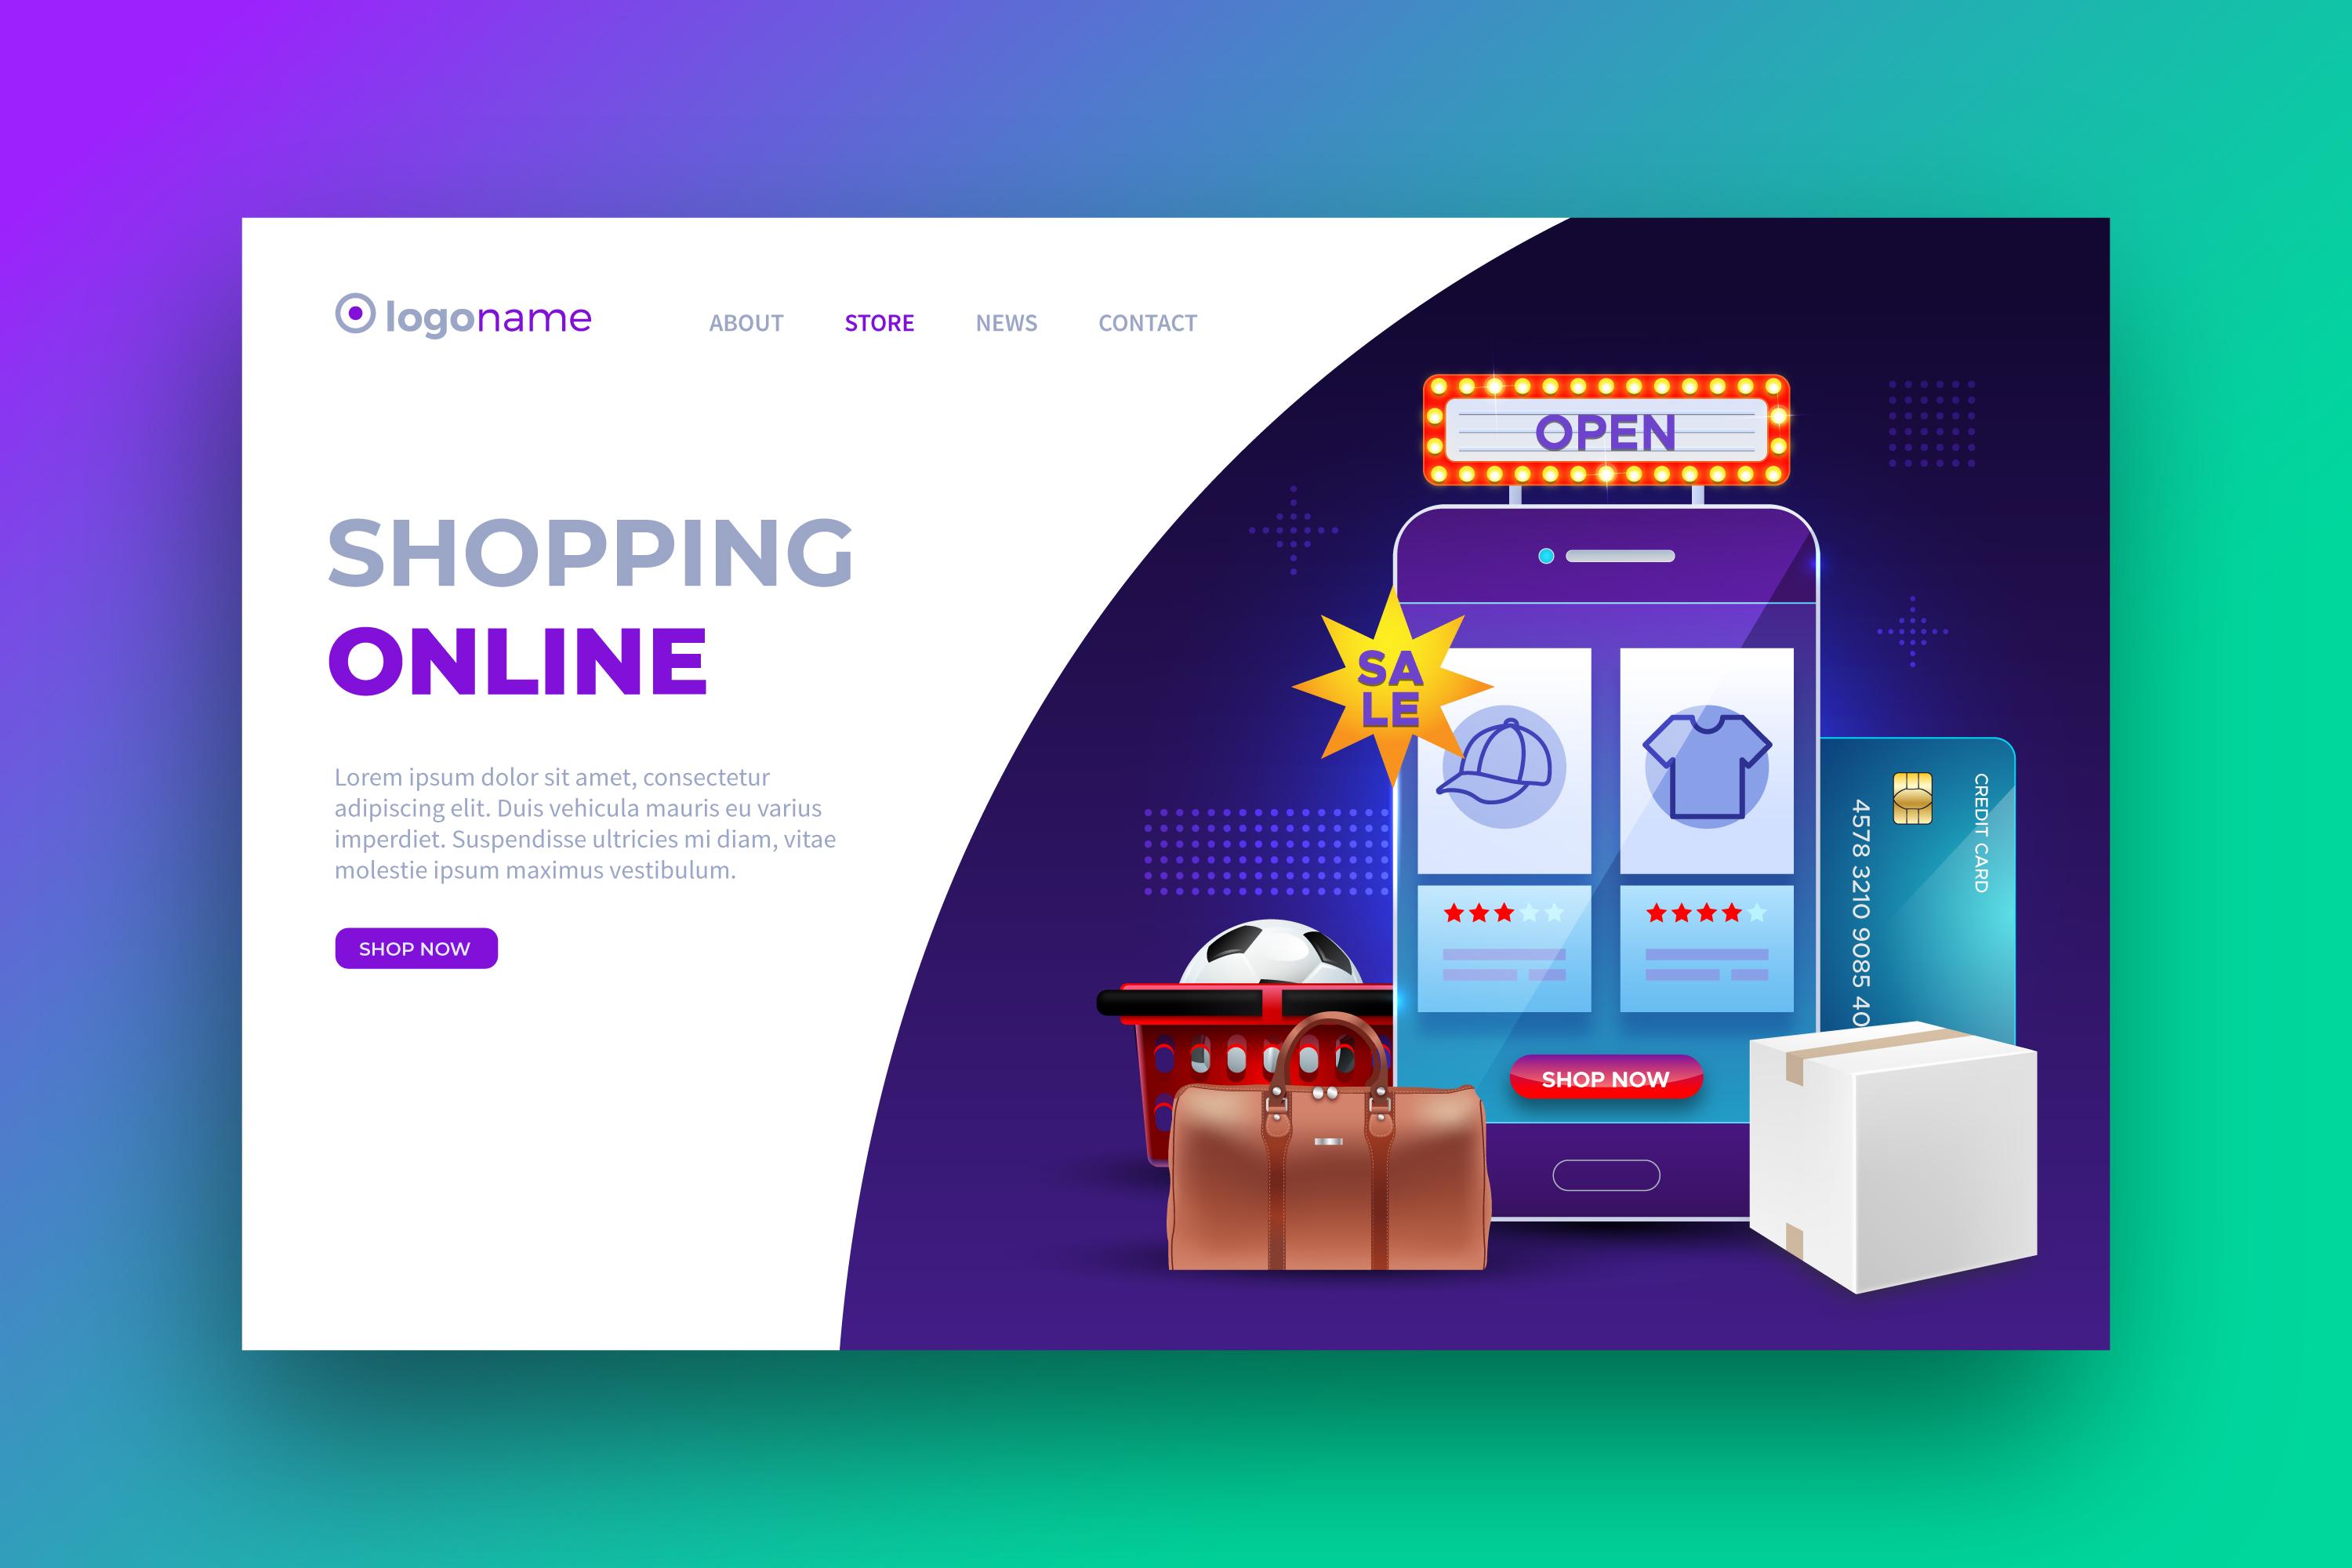 logoname
ABOUT STORE NEWS CONTACT
SHOPPING
ONLINE
Lorem ipsum dolor sit amet, consectetur
adipiscing elit. Duis vehicula mauris eu varius
imperdiet. Suspendisse ultricies mi diam, vitae
molestie ipsum maximus vestibulum.
SHOP NOW
OPEN
SA
LE
SHOP NOW
CREDIT CARD
4578 3210 9085 40